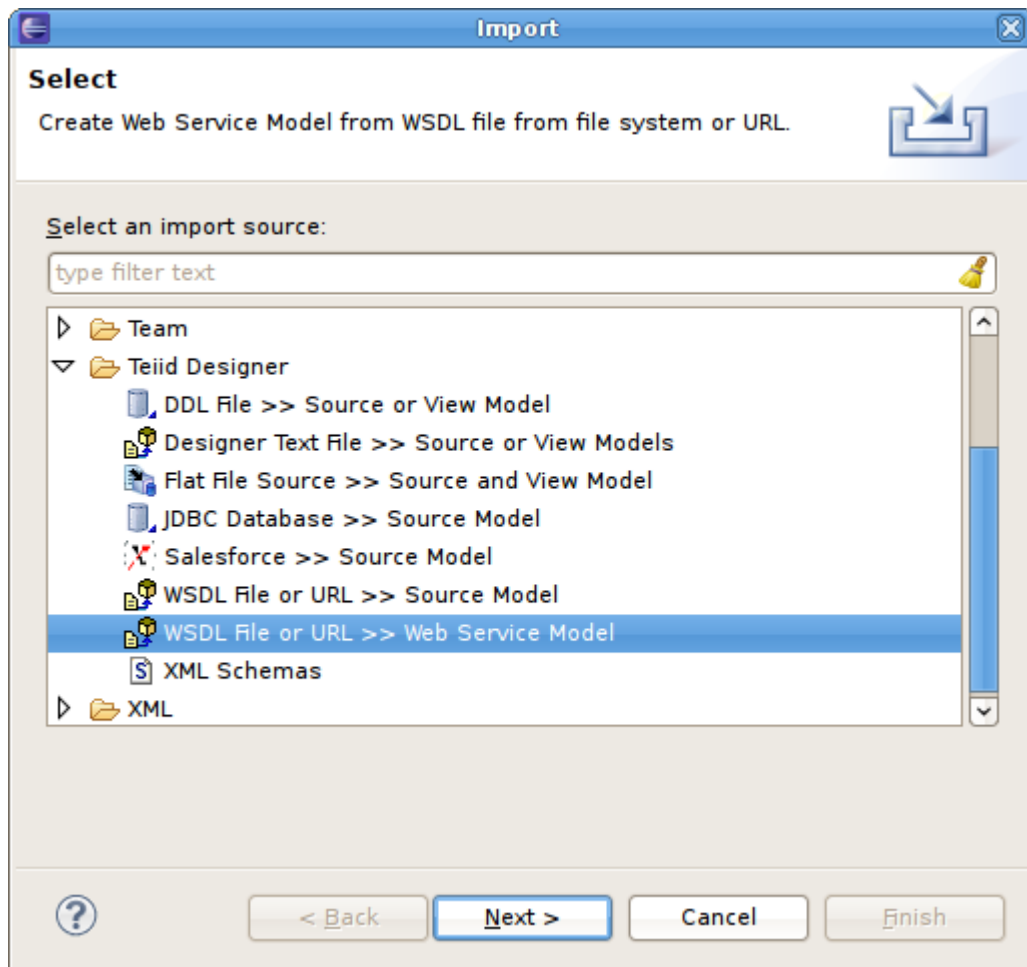 Import
Select
Create Web Service Model from WSDL file from file system or URL.
Select an import source:
type filter text
Team
Teiid Designer
DDL File >> Source or View Model
Designer Text File >> Source or View Models
Flat File Source >> Source and View Model
JDBC Database >> Source Model
Salesforce >> Source Model
WSDL File or URL >> Source Model
WSDL File or URL >> Web Service Model
XML Schemas
XML
< Back Next > Cancel Finish